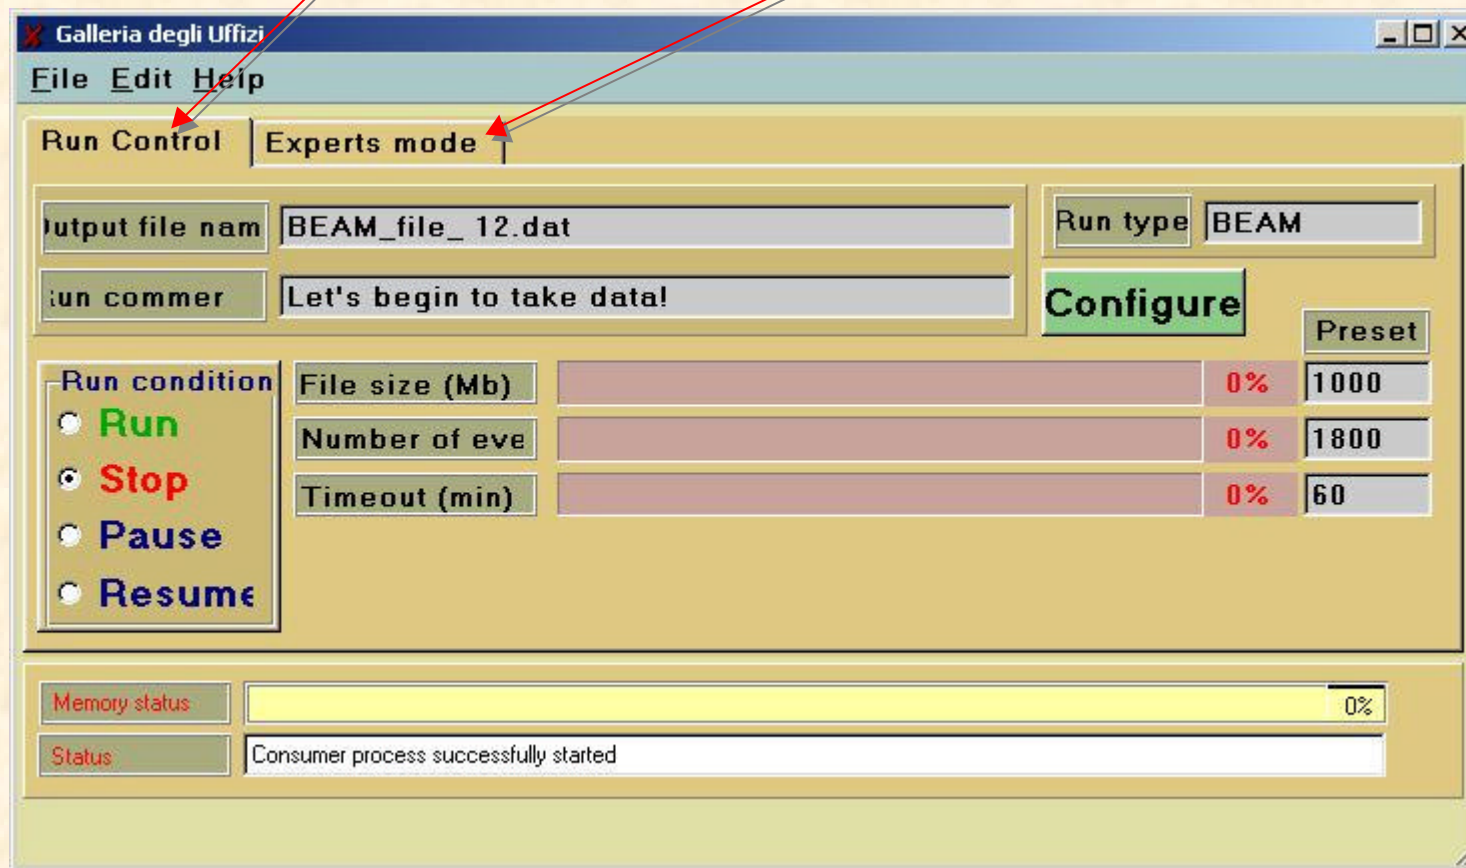 Galleria degli Uffizi
File Edit Help
Run Control Experts mode
utput file nam BEAM_file_ 12.dat Run type BEAM
un commer Let's begin to take data!
Configure
Preset
Run condition
File size (Mb) 0% 1000
Run
Number of eve 0% 1800
Stop
Timeout (min) 0% 60
Pause
Resume
Memory status 0%
Status Consumer process successfully started